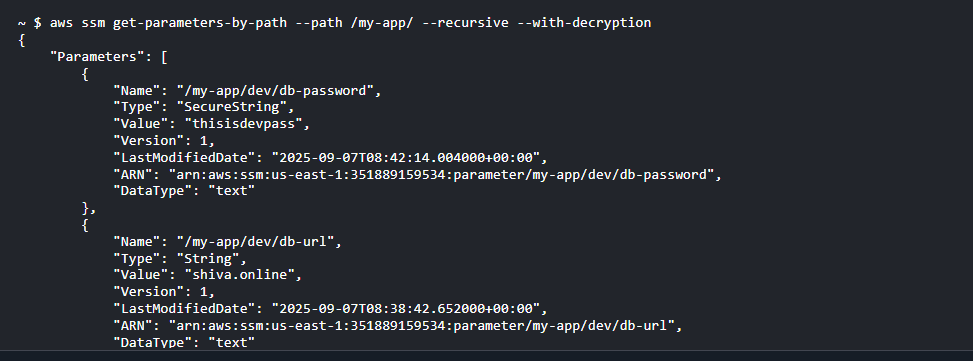 ~ $ aws ssm get-parameters-by-path --path /my-app/ --recursive --with-decryption
{
    "Parameters": [
        {
            "Name": "/my-app/dev/db-password",
            "Type": "SecureString",
            "Value": "thisisdevpass",
            "Version": 1,
            "LastModifiedDate": "2025-09-07T08:42:14.004000+00:00",
            "ARN": "arn:aws:ssm:us-east-1:351889159534:parameter/my-app/dev/db-password",
            "DataType": "text"
        },
        {
            "Name": "/my-app/dev/db-url",
            "Type": "String",
            "Value": "shiva.online",
            "Version": 1,
            "LastModifiedDate": "2025-09-07T08:38:42.652000+00:00",
            "ARN": "arn:aws:ssm:us-east-1:351889159534:parameter/my-app/dev/db-url",
            "DataType": "text"